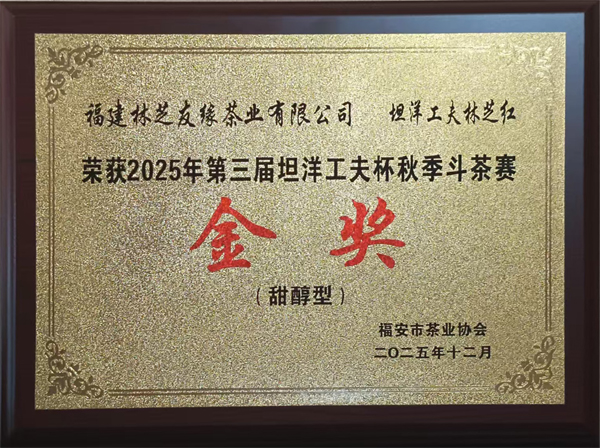 福建林芝友缘茶业有限公司 坦洋工夫林芝红
荣获2025年第三届坦洋工夫杯秋季斗茶赛
金奖
（甜醇型）
福安市茶业协会
二〇二五年十二月